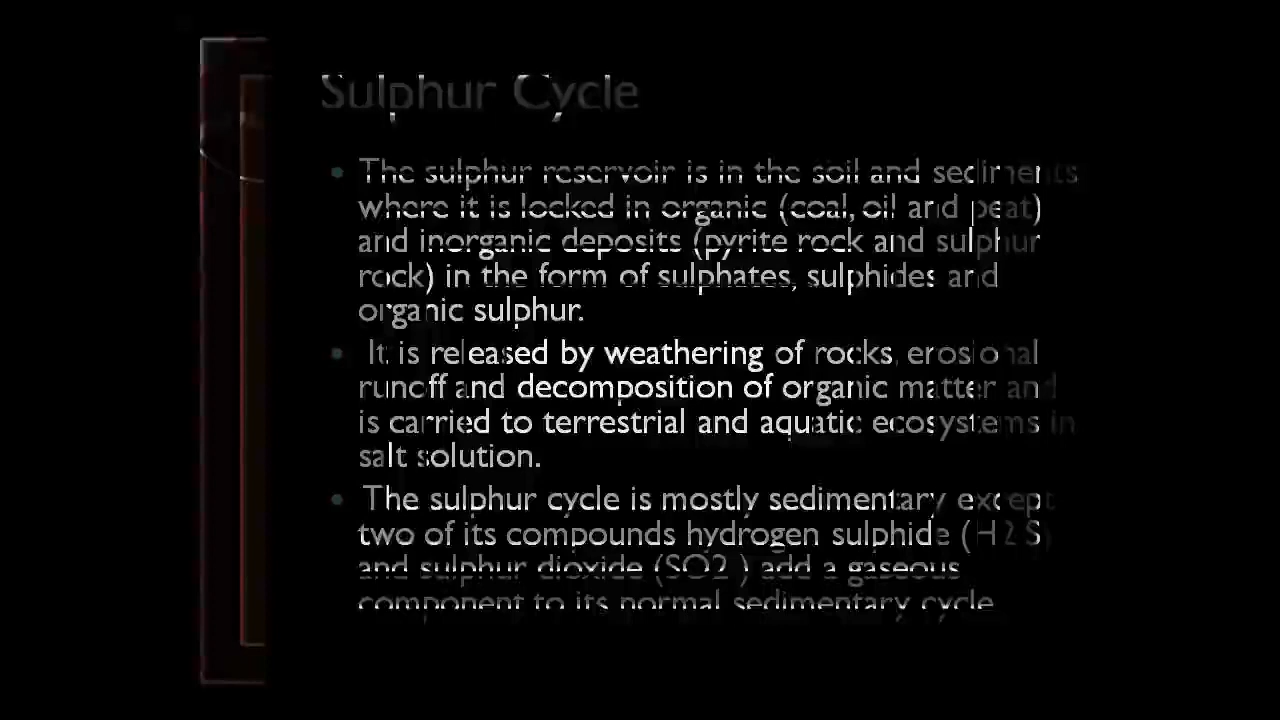 Sulphur Cycle
• The sulphur reservoir is in the soil and sediments
where it is locked in organic (coal, oil and peat)
and inorganic deposits (pyrite rock and sulphur
rock) in the form of sulphates, sulphides and
organic sulphur.
• It is released by weathering of rocks, erosional
runoff and decomposition of organic matter and
is carried to terrestrial and aquatic ecosystems in
salt solution.
• The sulphur cycle is mostly sedimentary except
two of its compounds hydrogen sulphide (H2S)
and sulphur dioxide (SO2 ) add a gaseous
component to its normal sedimentary cycle